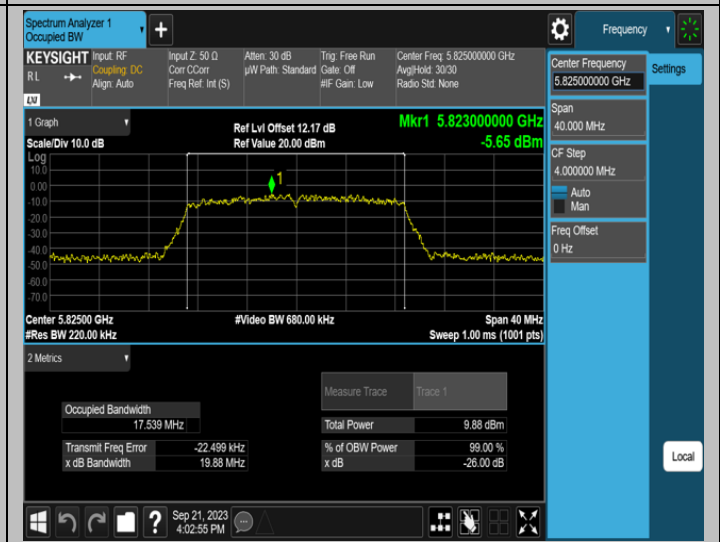 Spectrum Analyzer 1
Occupied BW
+
Frequency
KEYSIGHT
RL
LXI
Input: RF
Coupling: DC
Align: Auto
Input Z: 50 Ω
Corr CCorr
Freq Ref: Int (S)
Atten: 30 dB
µW Path: Standard
Trig: Free Run
Gate: Off
#IF Gain: Low
Center Freq: 5.825000000 GHz
Avg|Hold: 30/30
Radio Std: None
Center Frequency
5.825000000 GHz
Settings
Span
40.000 MHz
CF Step
4.000000 MHz
Auto
Man
Freq Offset
0 Hz
1 Graph
Scale/Div 10.0 dB
Ref Lvl Offset 12.17 dB
Ref Value 20.00 dBm
Mkr1 5.823000000 GHz
-5.65 dBm
Log
10.0
0.00
-10.0
-20.0
-30.0
-40.0
-50.0
-60.0
-70.0
1
Center 5.82500 GHz
#Res BW 220.00 kHz
#Video BW 680.00 kHz
Span 40 MHz
Sweep 1.00 ms (1001 pts)
2 Metrics
Measure Trace Trace 1
Occupied Bandwidth
17.539 MHz
Total Power 9.88 dBm
Transmit Freq Error -22.499 kHz
% of OBW Power 99.00 %
x dB Bandwidth 19.88 MHz
x dB -26.00 dB
Local
?
Sep 21, 2023
4:02:55 PM